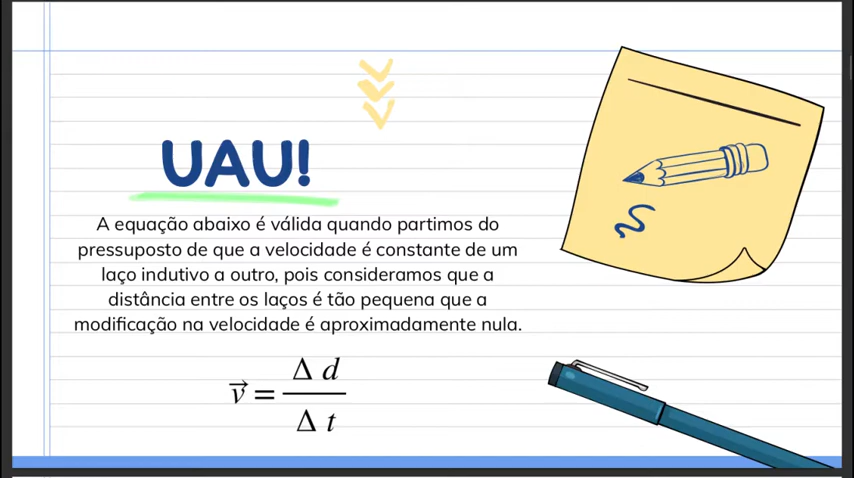 UAU!
A equação abaixo é válida quando partimos do
pressuposto de que a velocidade é constante de um
laço indutivo a outro, pois consideramos que a
distância entre os laços é tão pequena que a
modificação na velocidade é aproximadamente nula.
v⃗ = Δ d / Δ t